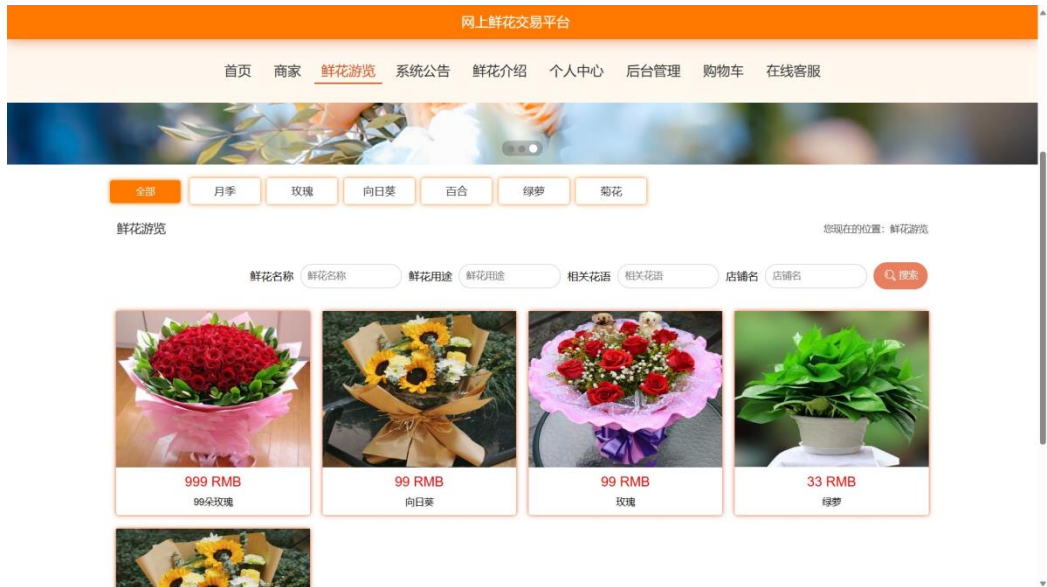 网上鲜花交易平台
首页 商家 鲜花游览 系统公告 鲜花介绍 个人中心 后台管理 购物车 在线客服
全部 月季 玫瑰 向日葵 百合 绿萝 菊花
鲜花游览 您现在的位置：鲜花游览
鲜花名称 鲜花名称 鲜花用途 鲜花用途 相关花语 相关花语 店铺名 店铺名 搜索
999 RMB 99 RMB 99 RMB 33 RMB
99朵玫瑰 向日葵 玫瑰 绿萝